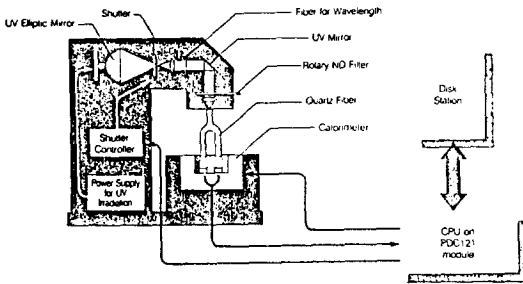 Shutter
UV Elliptic Mirror
Fiber for Wavelength
UV Mirror
Rotary ND Filter
Quartz Fiber
Calorimeter
Shutter
Controller
Power Supply
for UV
Irradiation
Disk
Station
CPU on
PDC121
module